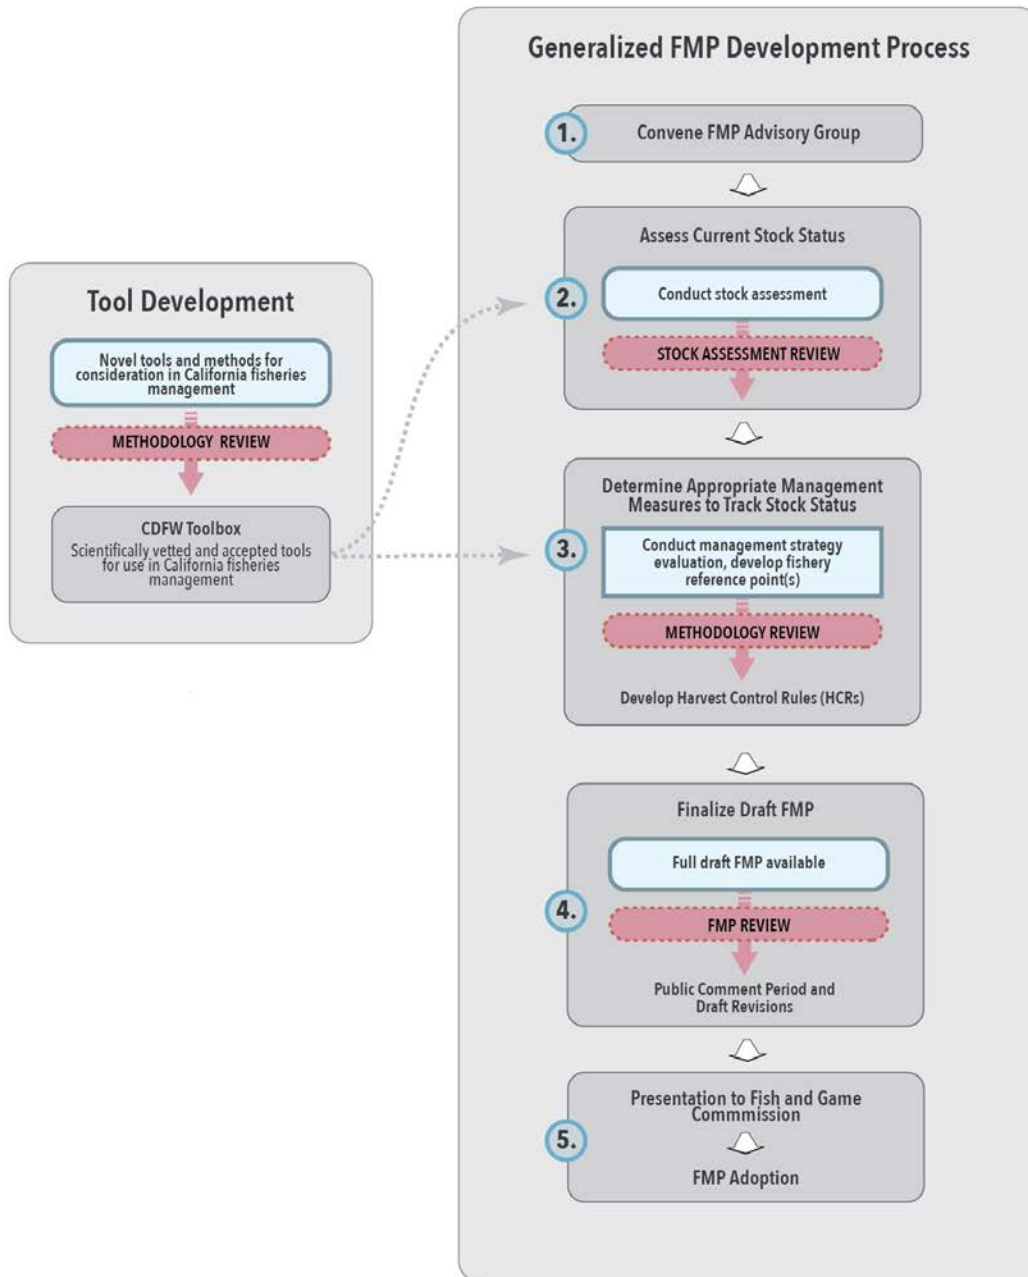 Generalized FMP Development Process
1.
Convene FMP Advisory Group
Assess Current Stock Status
2.
Conduct stock assessment
STOCK ASSESSMENT REVIEW
Tool Development
Novel tools and methods for
consideration in California fisheries
management
METHODOLOGY REVIEW
CDFW Toolbox
Scientifically vetted and accepted tools
for use in California fisheries
management
Determine Appropriate Management
Measures to Track Stock Status
3.
Conduct management strategy
evaluation, develop fishery
reference point(s)
METHODOLOGY REVIEW
Develop Harvest Control Rules (HCRs)
Finalize Draft FMP
Full draft FMP available
4.
FMP REVIEW
Public Comment Period and
Draft Revisions
Presentation to Fish and Game
Commmission
5.
FMP Adoption